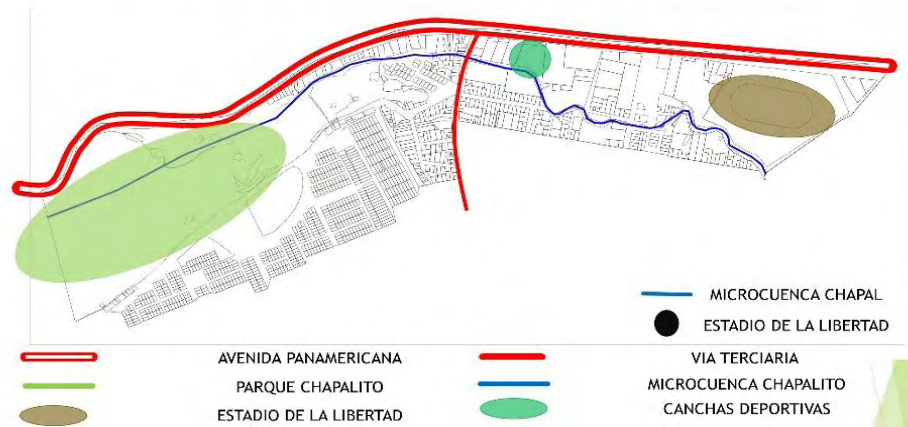 MICROCUENCA CHAPAL
ESTADIO DE LA LIBERTAD
AVENIDA PANAMERICANA
VIA TERCIARIA
PARQUE CHAPALITO
MICROCUENCA CHAPALITO
ESTADIO DE LA LIBERTAD
CANCHAS DEPORTIVAS